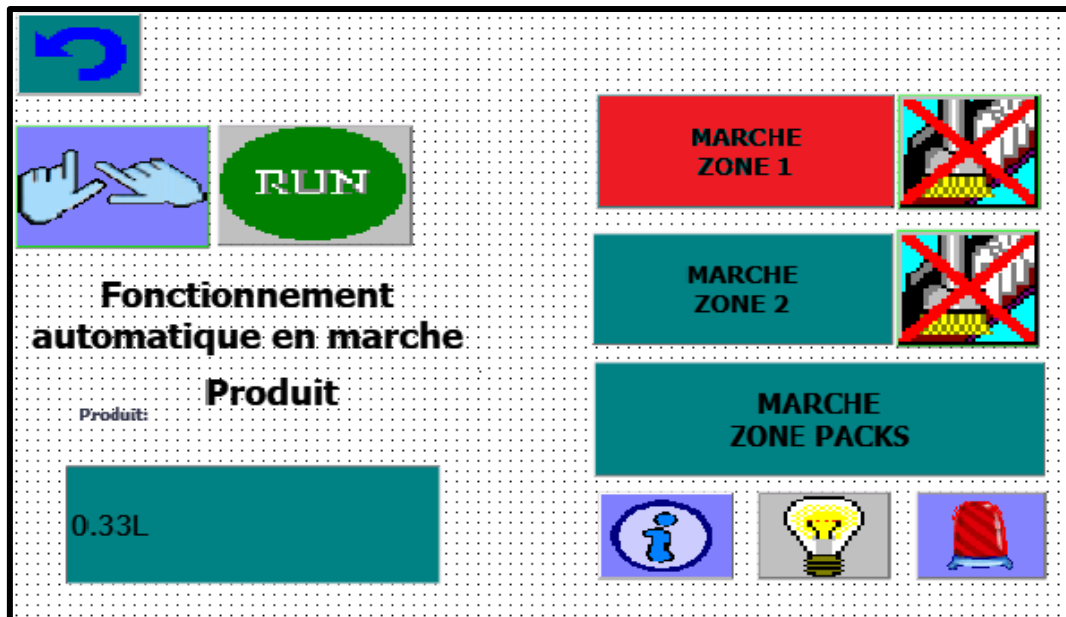 RUN
Fonctionnement
automatique en marche
Produit
Produit:
0.33L
MARCHE
ZONE 1
MARCHE
ZONE 2
MARCHE
ZONE PACKS